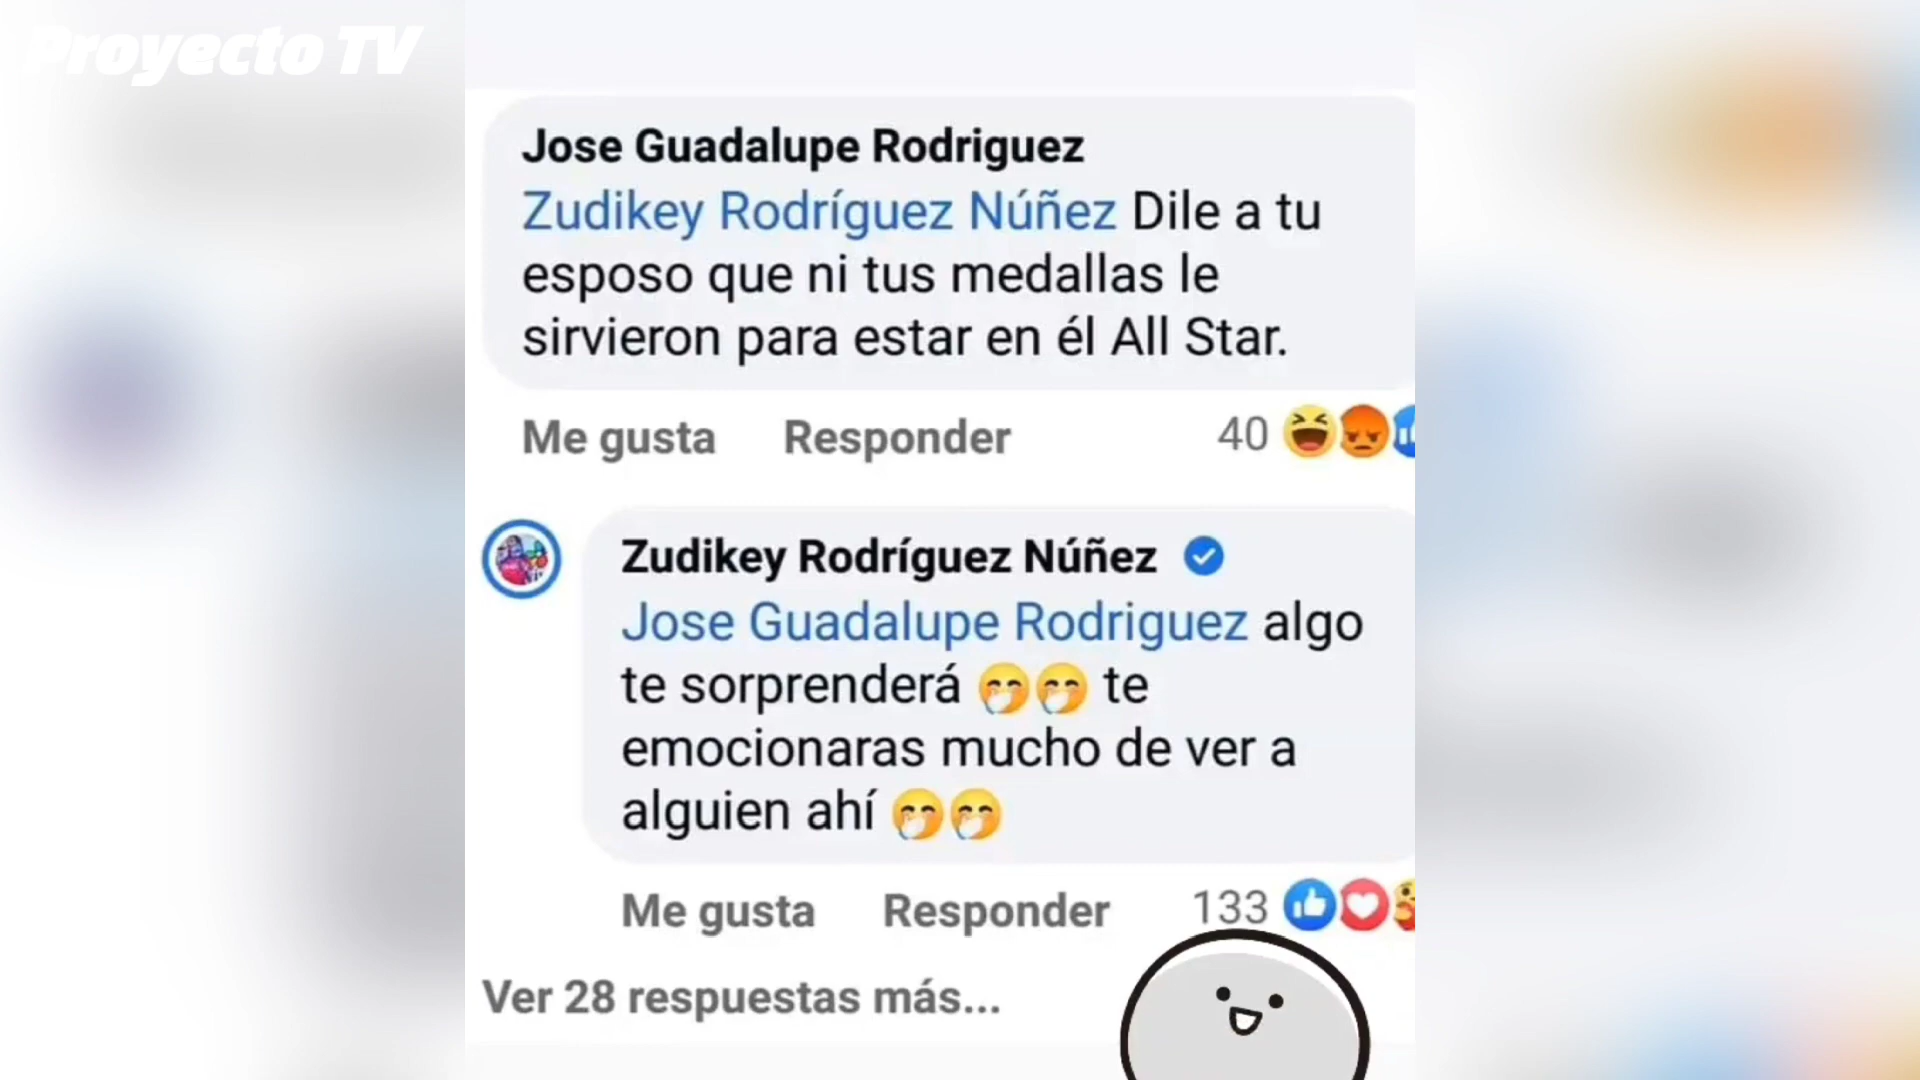 Proyecto TV
Jose Guadalupe Rodriguez
Zudikey Rodríguez Núñez Dile a tu
esposo que ni tus medallas le
sirvieron para estar en él All Star.
Me gusta Responder 40
Zudikey Rodríguez Núñez
Jose Guadalupe Rodriguez algo
te sorprenderá 🤭🤭 te
emocionaras mucho de ver a
alguien ahí 🤭🤭
Me gusta Responder 133
Ver 28 respuestas más...